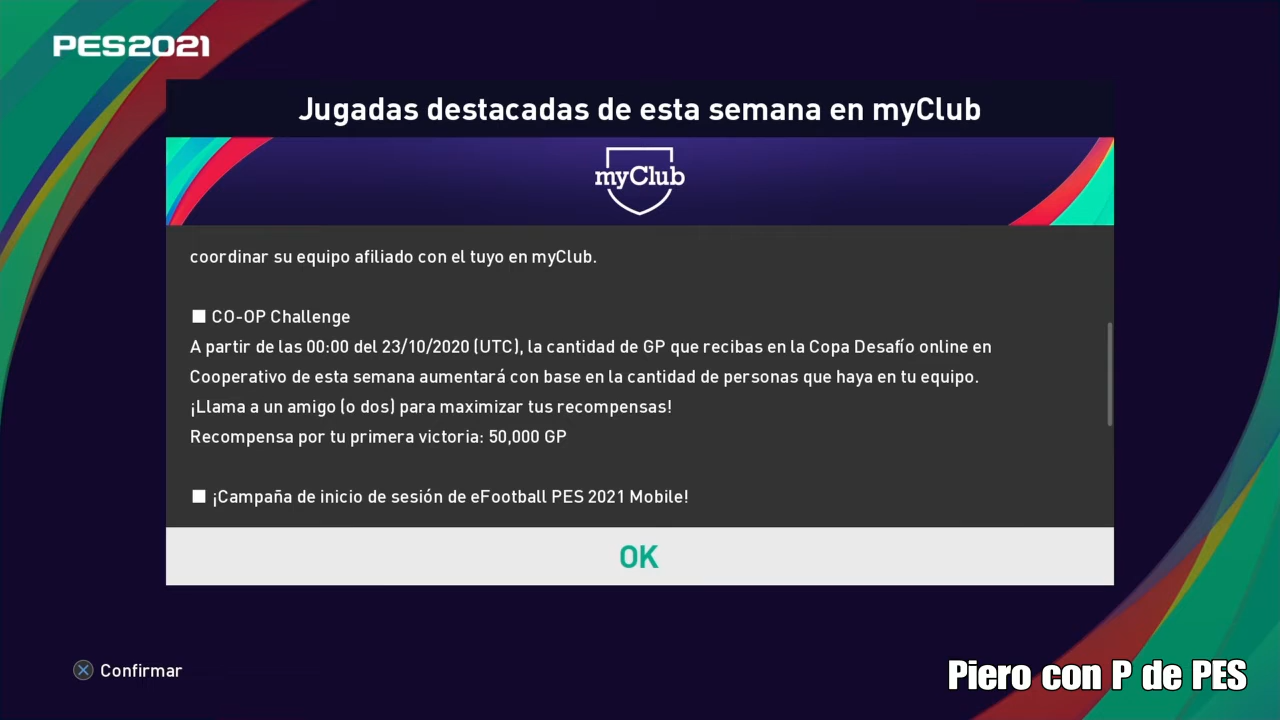 PES2021
Jugadas destacadas de esta semana en myClub
myClub
coordinar su equipo afiliado con el tuyo en myClub.
■ CO-OP Challenge
A partir de las 00:00 del 23/10/2020 (UTC), la cantidad de GP que recibas en la Copa Desafío online en
Cooperativo de esta semana aumentará con base en la cantidad de personas que haya en tu equipo.
¡Llama a un amigo (o dos) para maximizar tus recompensas!
Recompensa por tu primera victoria: 50,000 GP
■ ¡Campaña de inicio de sesión de eFootball PES 2021 Mobile!
OK
Confirmar
Piero con P de PES